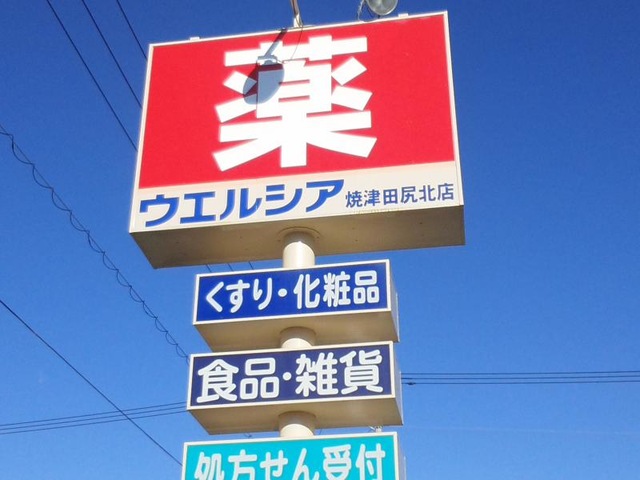 薬
ウエルシア 焼津田尻北店
くすり・化粧品
食品・雑貨
処方せん受付